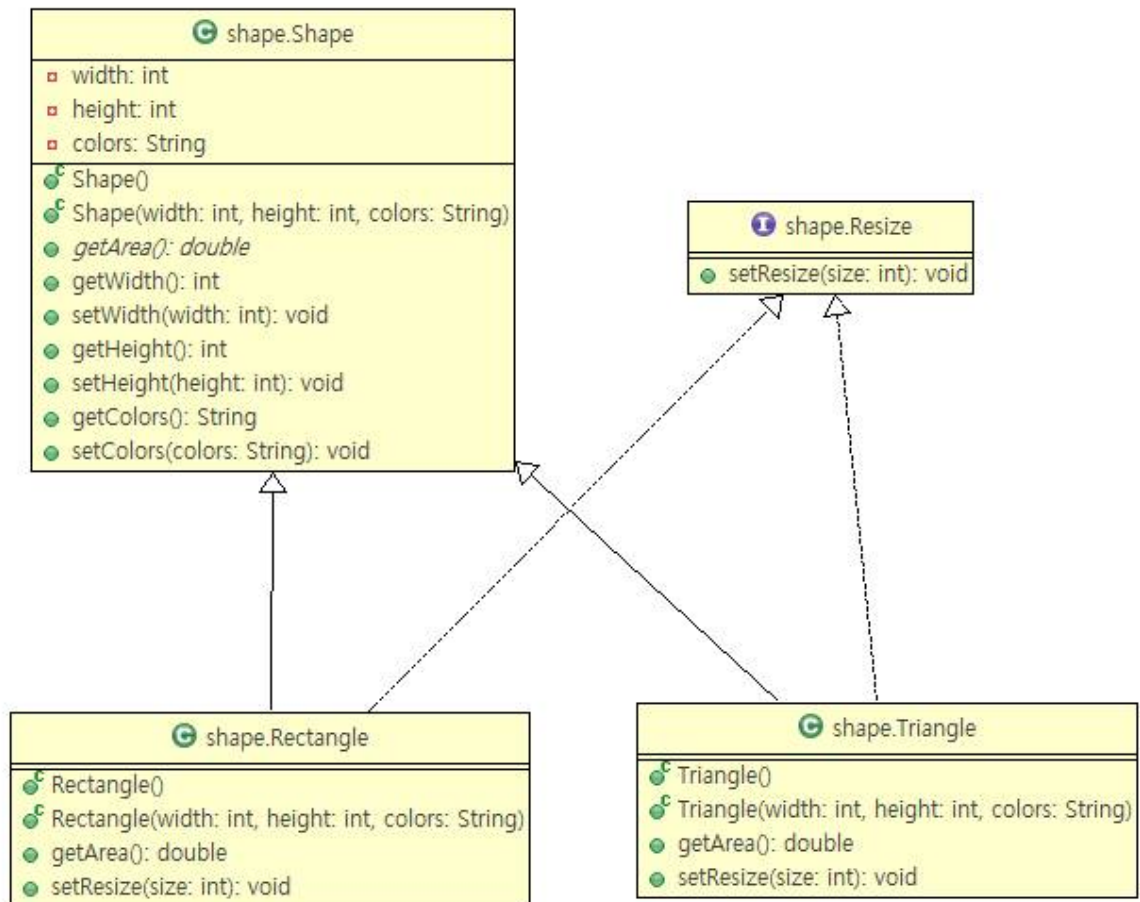 C shape.Shape
width: int
height: int
colors: String
C Shape()
C Shape(width: int, height: int, colors: String)
getArea(): double
getWidth(): int
setWidth(width: int): void
getHeight(): int
setHeight(height: int): void
getColors(): String
setColors(colors: String): void
I shape.Resize
setResize(size: int): void
C shape.Rectangle
C Rectangle()
C Rectangle(width: int, height: int, colors: String)
getArea(): double
setResize(size: int): void
C shape.Triangle
C Triangle()
C Triangle(width: int, height: int, colors: String)
getArea(): double
setResize(size: int): void